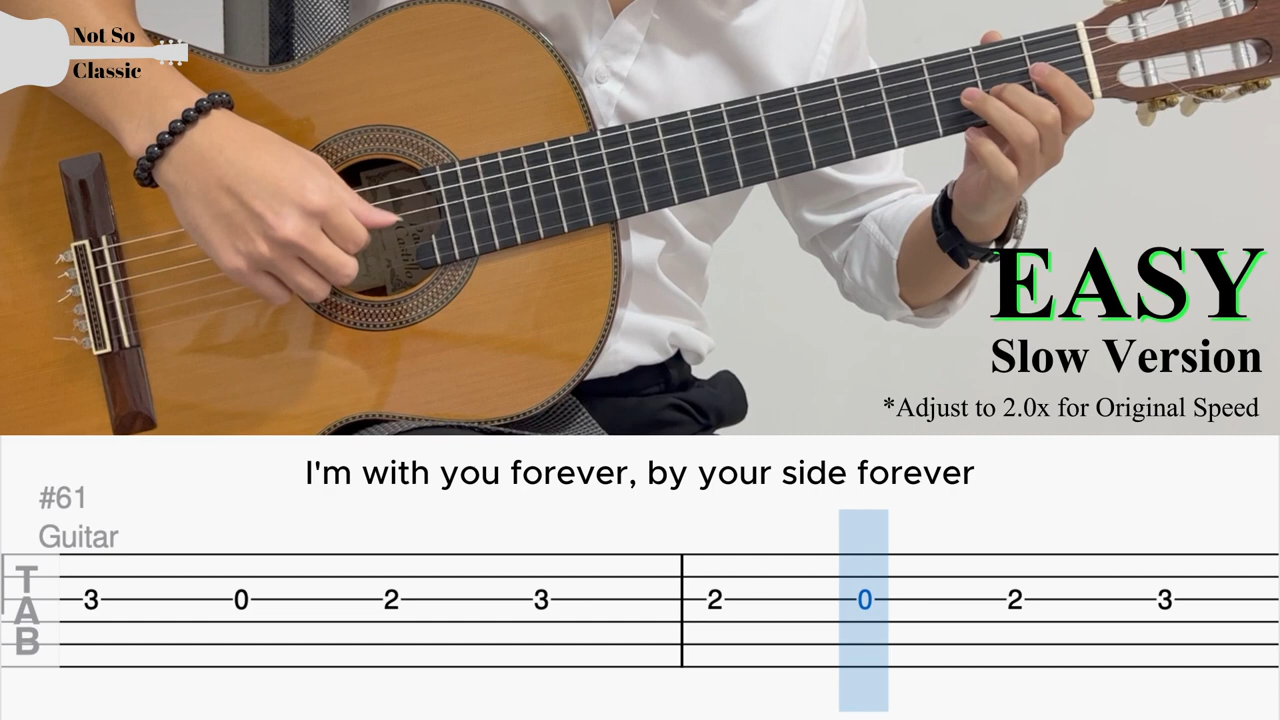 Not So
Classic
EASY
Slow Version
*Adjust to 2.0x for Original Speed
I'm with you forever, by your side forever
#61
Guitar
T
A
B
3 0 2 3 2 0 2 3